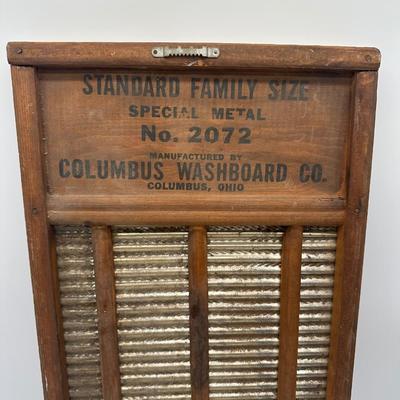 STANDARD FAMILY SIZE
SPECIAL METAL
No. 2072
MANUFACTURED BY
COLUMBUS WASHBOARD CO.
COLUMBUS, OHIO